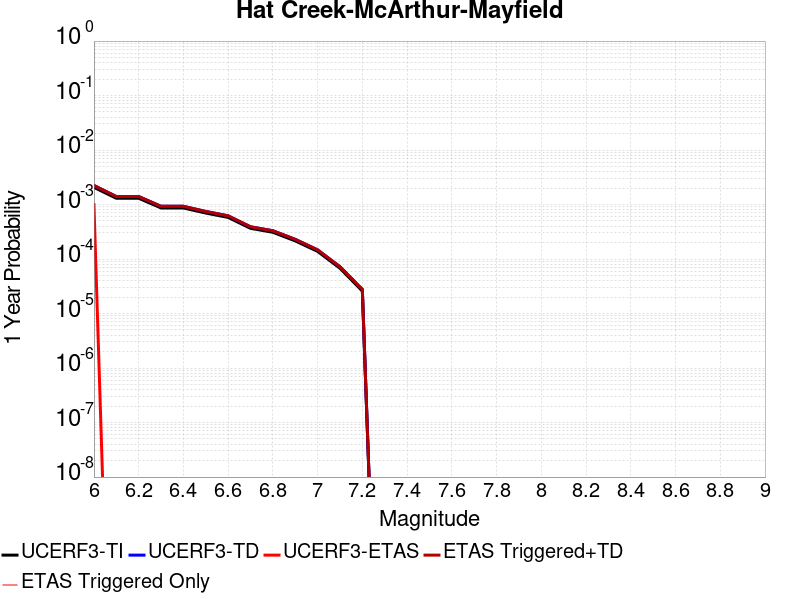 Hat Creek-McArthur-Mayfield
10^0
10^-1
10^-2
10^-3
10^-4
10^-5
10^-6
10^-7
10^-8
1 Year Probability
6 6.2 6.4 6.6 6.8 7 7.2 7.4 7.6 7.8 8 8.2 8.4 8.6 8.8 9
Magnitude
UCERF3-TI UCERF3-TD UCERF3-ETAS ETAS Triggered+TD
ETAS Triggered Only